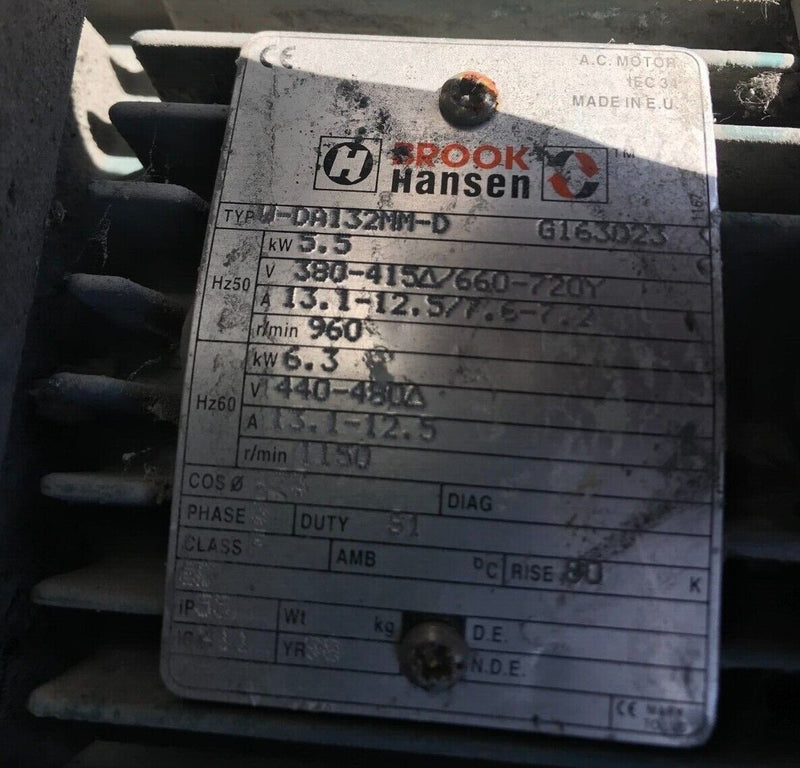 CE A.C. MOTOR
IEC 34
MADE IN E.U.
H BROOK TM
Hansen
TYP W-DA132MM-D G163023
kW 5.5
Hz50 V 380-415Δ/660-720Y
A 13.1-12.5/7.6-7.2
r/min 960
kW 6.3
Hz60 V 440-480Δ
A 13.1-12.5
r/min 1150
COS Ø DIAG
PHASE DUTY S1
CLASS AMB °C RISE 80 K
IP Wt kg D.E.
YR N.D.E.
CE MARK